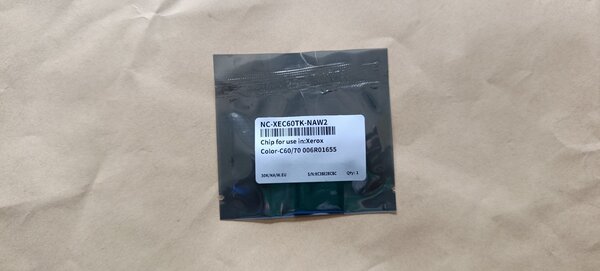 NC-XEC60TK-NAW2
Chip for use in:Xerox
Color-C60/70 006R01655
30K/NA/W.EU Qty: 1